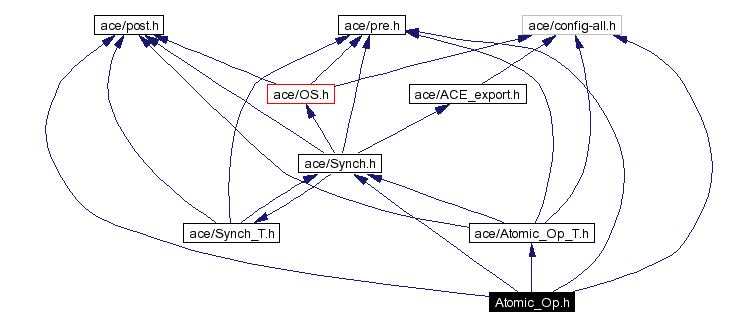 ace/post.h
ace/pre.h
ace/config-all.h
ace/OS.h
ace/ACE_export.h
ace/Synch.h
ace/Synch_T.h
ace/Atomic_Op_T.h
Atomic_Op.h